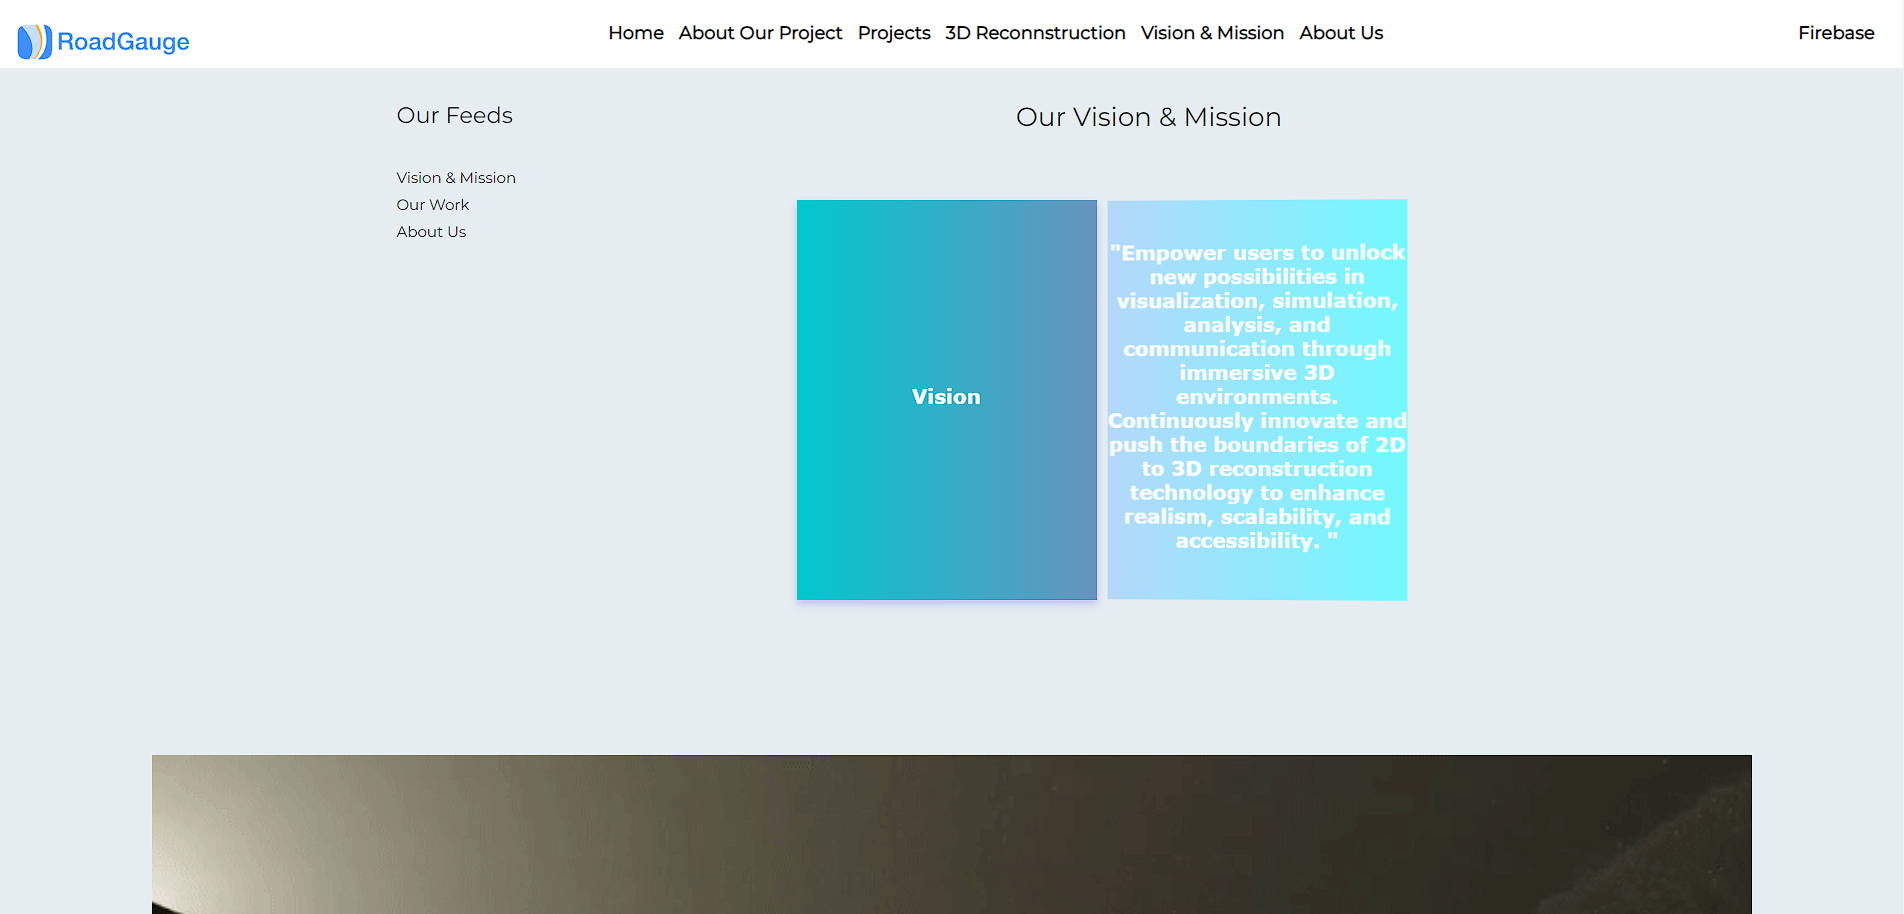 RoadGauge
Home About Our Project Projects 3D Reconnstruction Vision & Mission About Us
Firebase
Our Feeds
Vision & Mission
Our Work
About Us
Our Vision & Mission
Vision
"Empower users to unlock
new possibilities in
visualization, simulation,
analysis, and
communication through
immersive 3D
environments.
Continuously innovate and
push the boundaries of 2D
to 3D reconstruction
technology to enhance
realism, scalability, and
accessibility. "